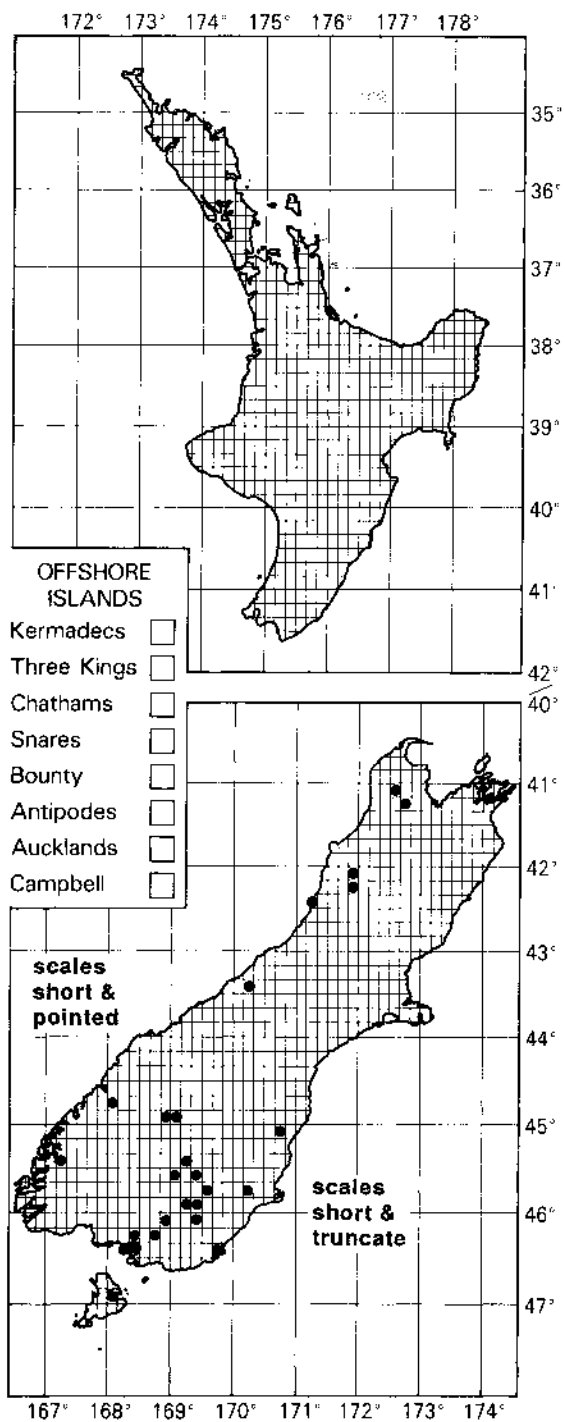 172° 173° 174° 175° 176° 177° 178°
35°
36°
37°
38°
39°
40°
41°
42°
OFFSHORE
ISLANDS
Kermadecs
Three Kings
Chathams
Snares
Bounty
Antipodes
Aucklands
Campbell
40°
41°
42°
43°
scales
short &
pointed
44°
45°
scales
short &
truncate
46°
47°
167° 168° 169° 170° 171° 172° 173° 174°